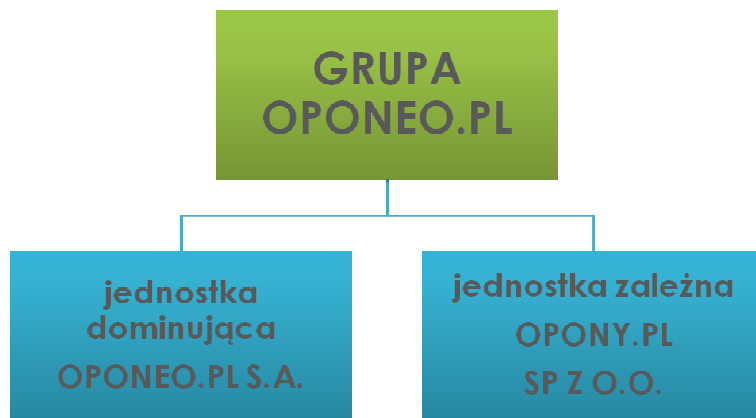 GRUPA
OPONEO.PL
jednostka
dominująca
OPONEO.PL S.A.
jednostka zależna
OPONY.PL
SP Z O.O.